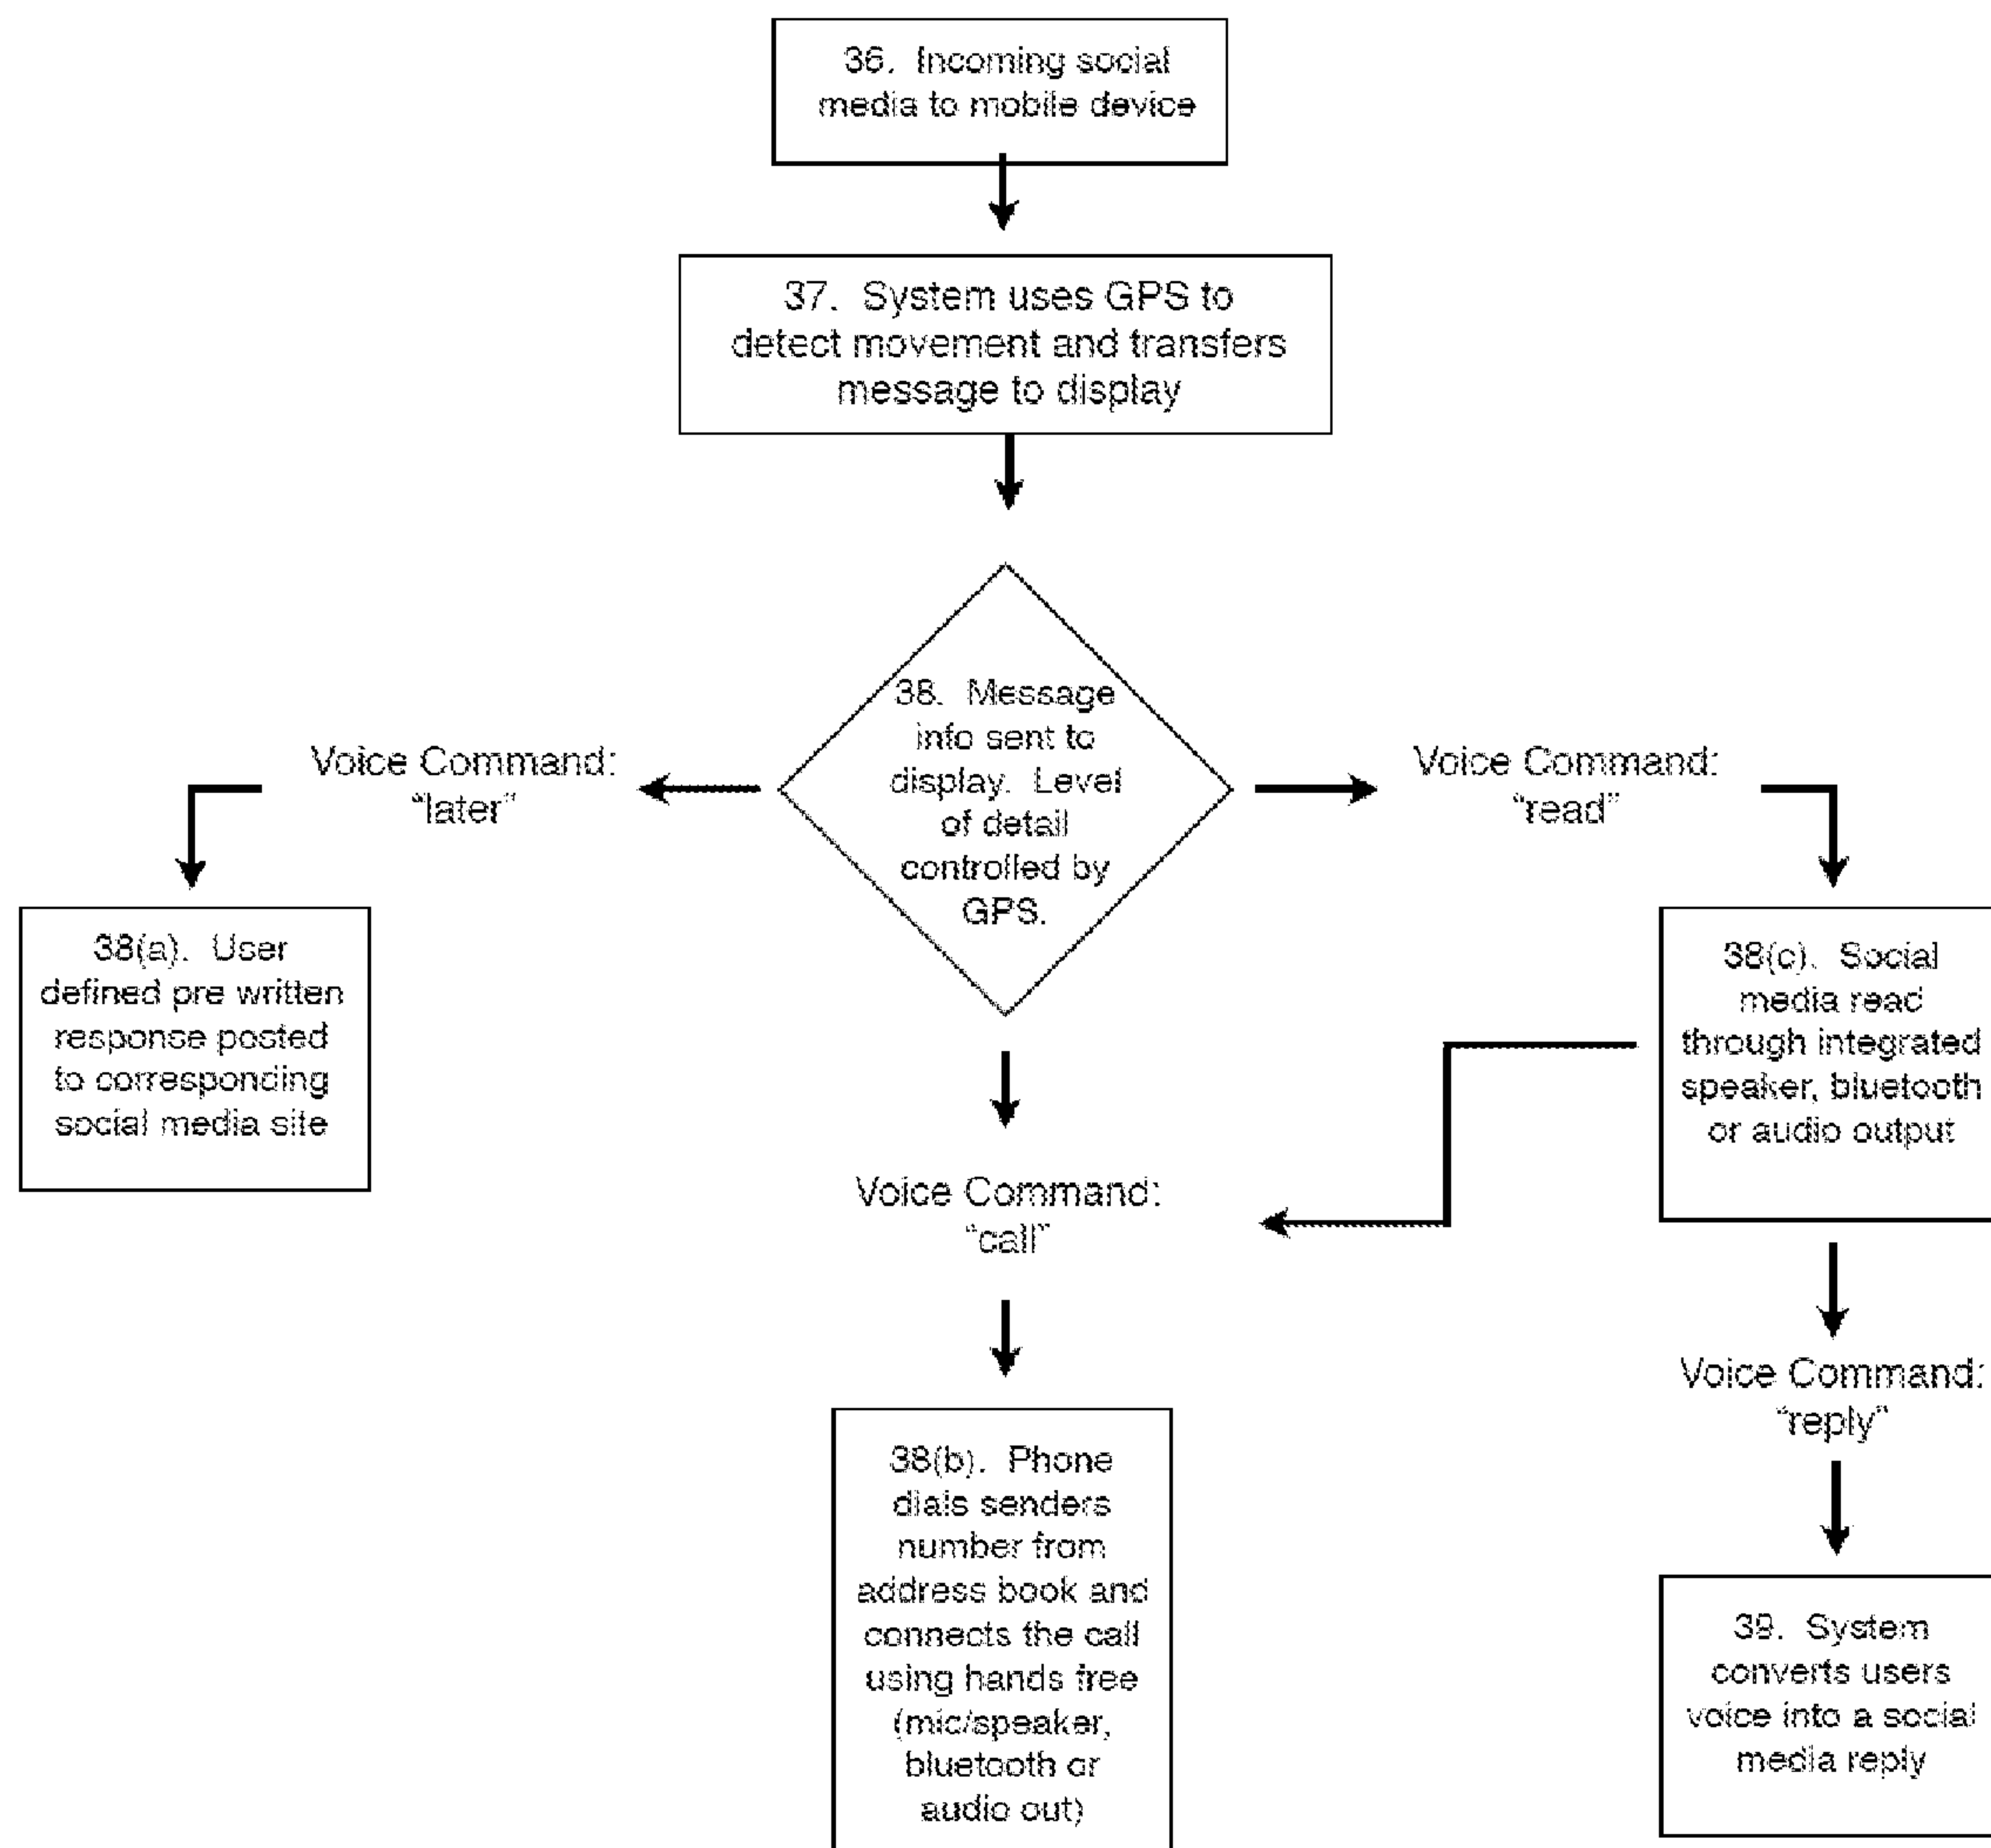 36.  Incoming social
media to mobile device
37.  System uses GPS to
detect movement and transfers
message to display
38.  Message
info sent to
display.  Level
of detail
controlled by
GPS.
Voice Command:
“later”
Voice Command:
“read”
38(a).  User
defined pre written
response posted
to corresponding
social media site
38(c).  Social
media read
through integrated
speaker, bluetooth
or audio output
Voice Command:
“call”
Voice Command:
“reply”
38(b).  Phone
dials senders
number from
address book and
connects the call
using hands free
(mic/speaker,
bluetooth or
audio out)
39.  System
converts users
voice into a social
media reply